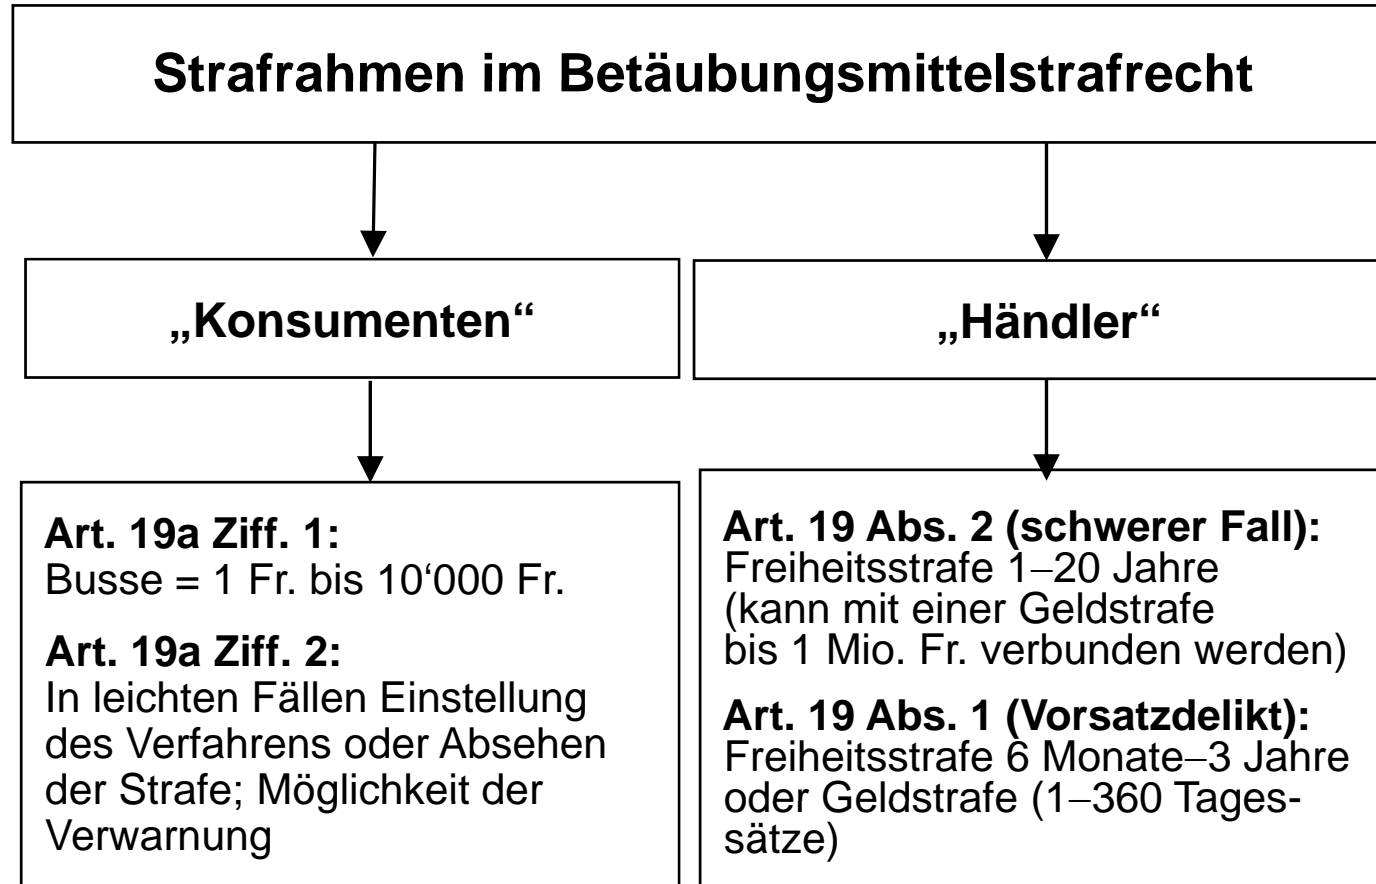 Strafrahmen im Betäubungsmittelstrafrecht
„Konsumenten“
„Händler“
Art. 19a Ziff. 1:
Busse = 1 Fr. bis 10‘000 Fr.
Art. 19a Ziff. 2:
In leichten Fällen Einstellung
des Verfahrens oder Absehen
der Strafe; Möglichkeit der
Verwarnung
Art. 19 Abs. 2 (schwerer Fall):
Freiheitsstrafe 1–20 Jahre
(kann mit einer Geldstrafe
bis 1 Mio. Fr. verbunden werden)
Art. 19 Abs. 1 (Vorsatzdelikt):
Freiheitsstrafe 6 Monate–3 Jahre
oder Geldstrafe (1–360 Tages-
sätze)